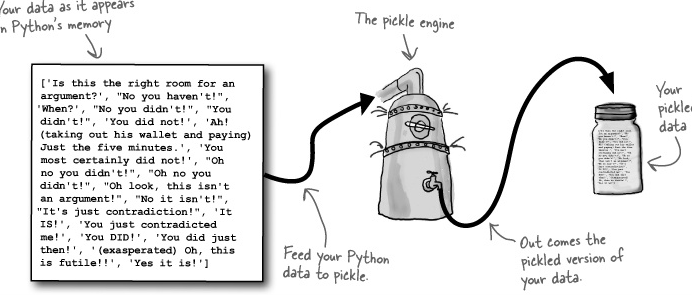 Your data as it appears
in Python's memory
The pickle engine
['Is this the right room for an
argument?', "No you haven't!",
'When?', "No you didn't!", "You
didn't!", 'You did not!', 'Ah!
(taking out his wallet and paying)
Just the five minutes.', 'You
most certainly did not!', "Oh
no you didn't!", "Oh no you
didn't!", "Oh look, this isn't
an argument!", "No it isn't!",
"It's just contradiction!", 'It
IS!', 'You just contradicted
me!', 'You DID!', 'You did just
then!', '(exasperated) Oh, this
is futile!!', 'Yes it is!']
Your
pickled
data
Feed your Python
data to pickle.
Out comes the
pickled version of
your data.